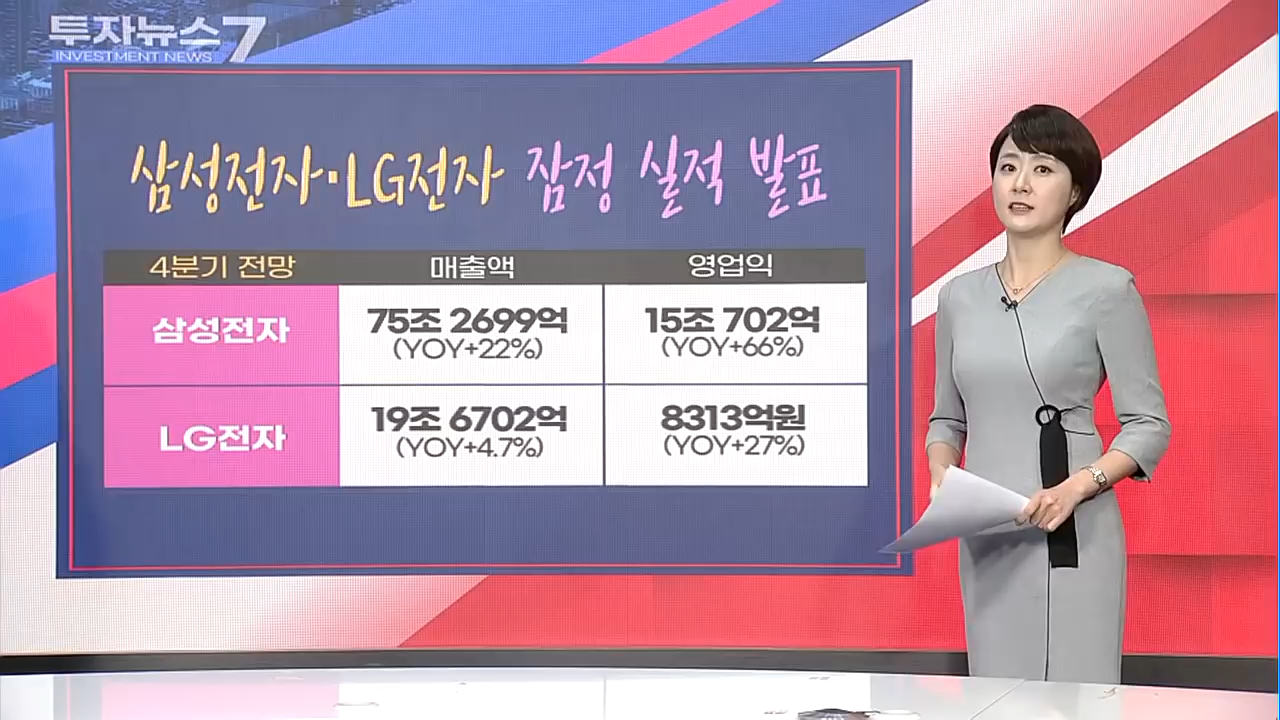 투자뉴스 7
INVESTMENT NEWS
삼성전자·LG전자 잠정 실적 발표
4분기 전망 매출액 영업익
삼성전자 75조 2699억 15조 702억
(YOY+22%) (YOY+66%)
LG전자 19조 6702억 8313억원
(YOY+4.7%) (YOY+27%)